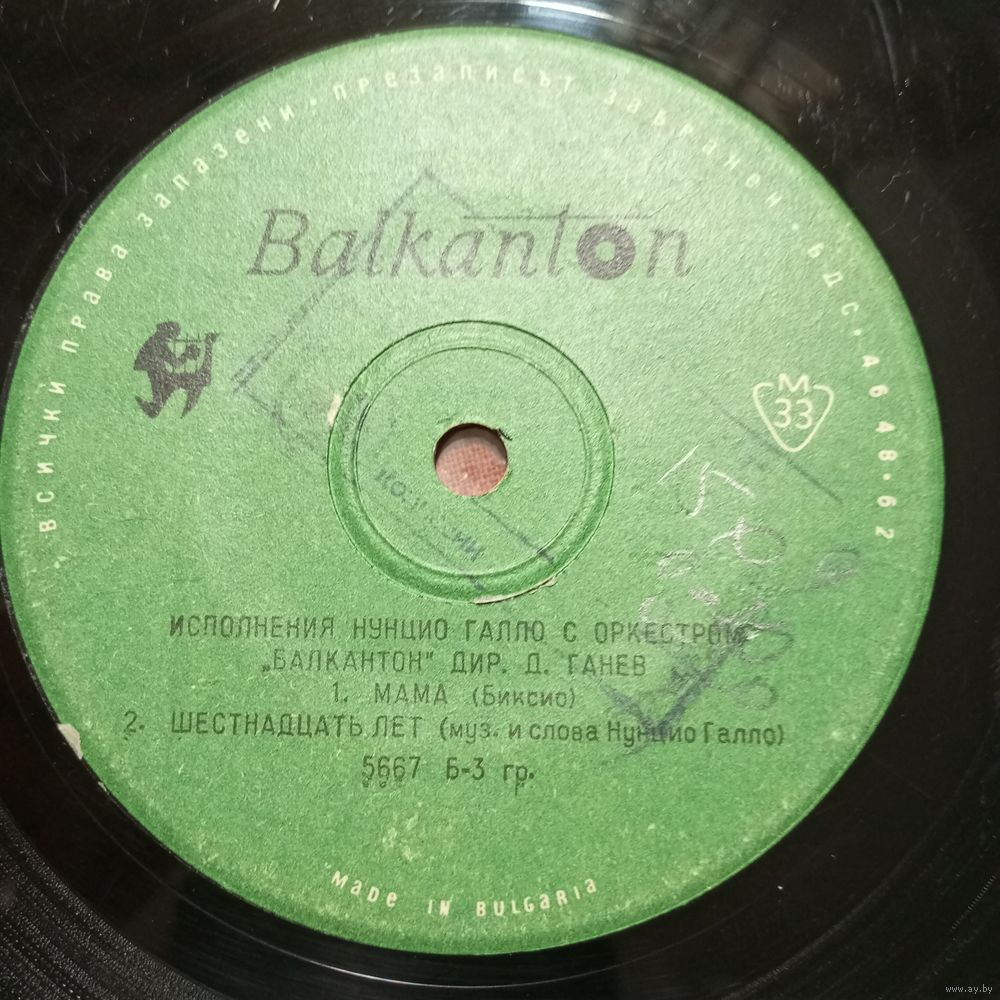 ВСИЧКИ ПРАВА ЗАПАЗЕНИ · ПРЕЗАПИСЪТ ЗАБРАНЕН · БДС · 4648·62
Balkanton
M
33
ИСПОЛНЕНИЯ НУНЦИО ГАЛЛО С ОРКЕСТРОМ
„БАЛКАНТОН" ДИР. Д. ГАНЕВ
1. МАМА (Биксио)
2. ШЕСТНАДЦАТЬ ЛЕТ (муз. и слова Нунцио Галло)
5667 Б-3 гр.
MADE IN BULGARIA
www.ay.by